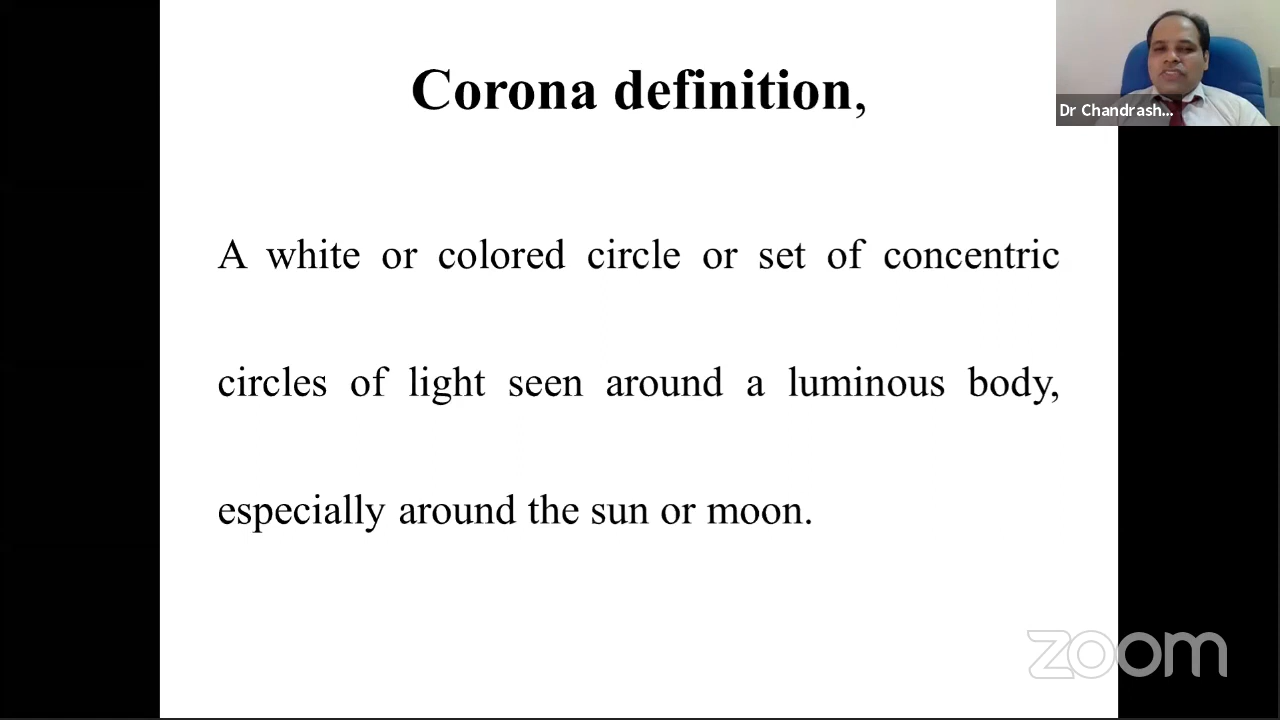 Corona definition,
Dr Chandrash...
A white or colored circle or set of concentric
circles of light seen around a luminous body,
especially around the sun or moon.
zoom